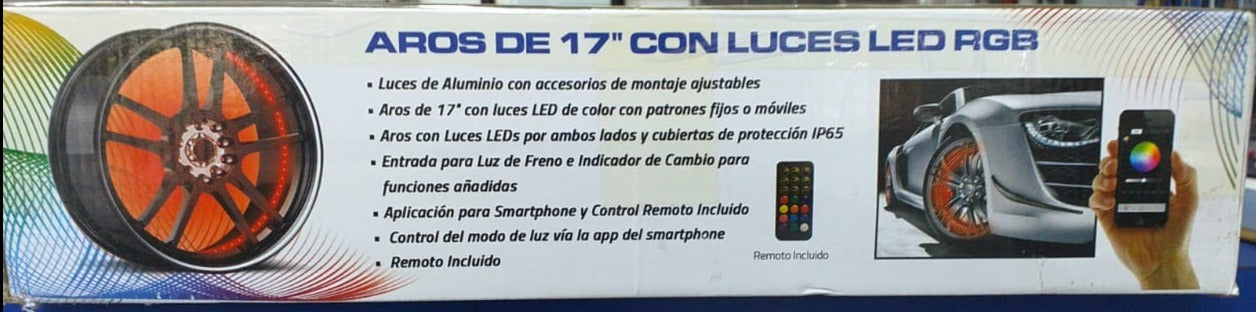 AROS DE 17" CON LUCES LED RGB
▪ Luces de Aluminio con accesorios de montaje ajustables
▪ Aros de 17" con luces LED de color con patrones fijos o móviles
▪ Aros con Luces LEDs por ambos lados y cubiertas de protección IP65
▪ Entrada para Luz de Freno e Indicador de Cambio para
funciones añadidas
▪ Aplicación para Smartphone y Control Remoto Incluido
▪ Control del modo de luz vía la app del smartphone
▪ Remoto Incluido
Remoto Incluido